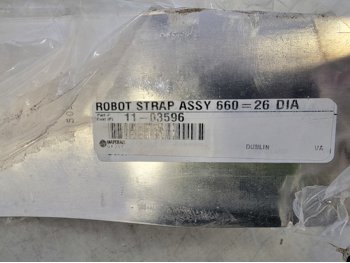 ROBOT STRAP ASSY 660-26 DIA
11-03596
DUBLIN VA